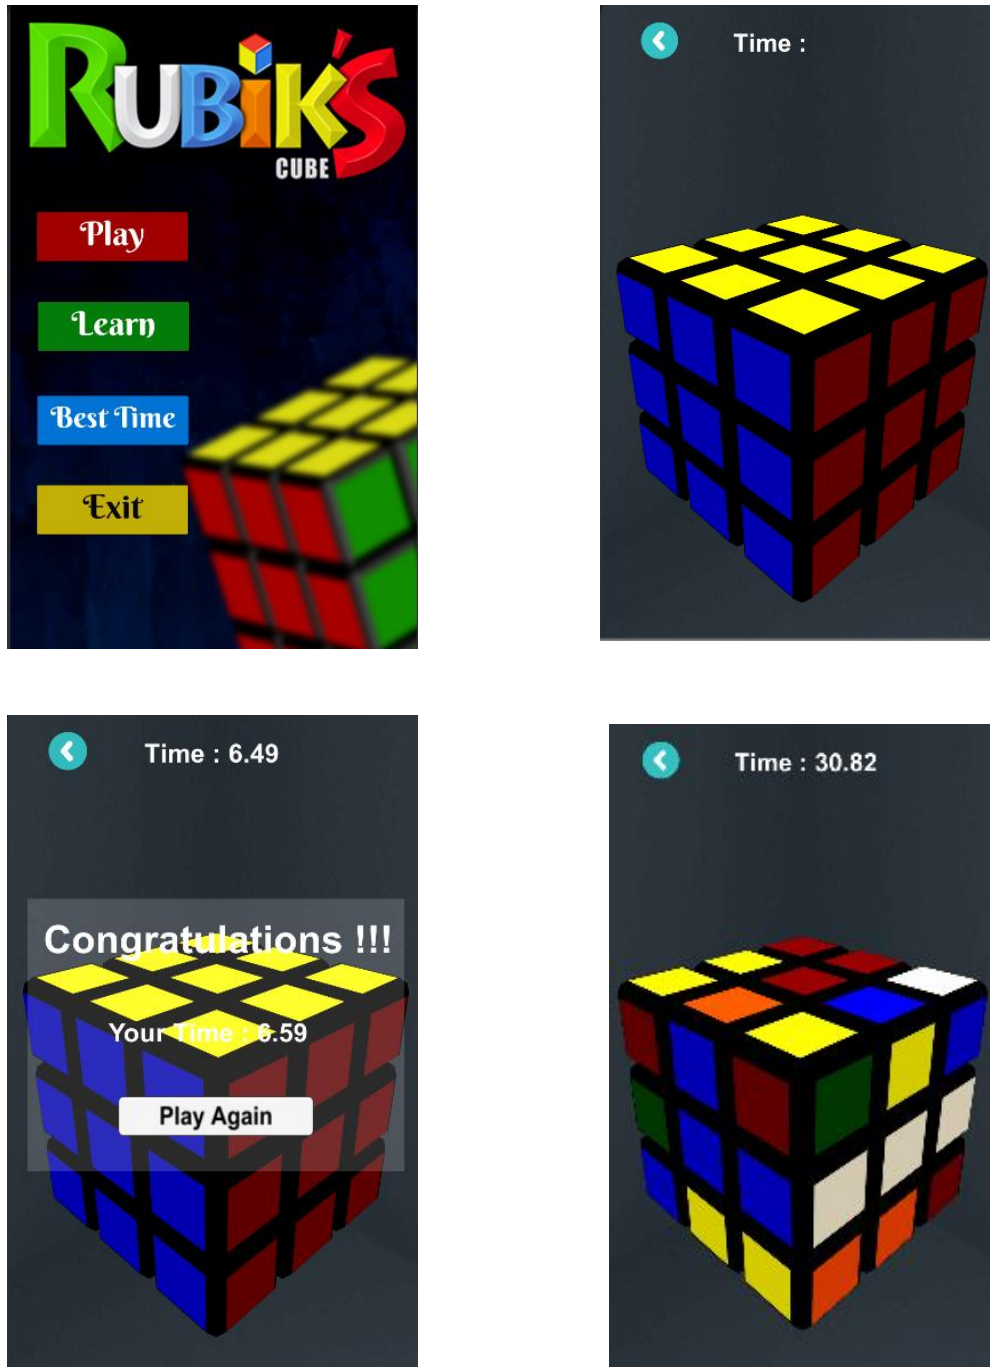 RUBIK'S
CUBE
Play
Learn
Best Time
Exit
Time :
Time : 6.49
Congratulations !!!
Your Time : 6.59
Play Again
Time : 30.82